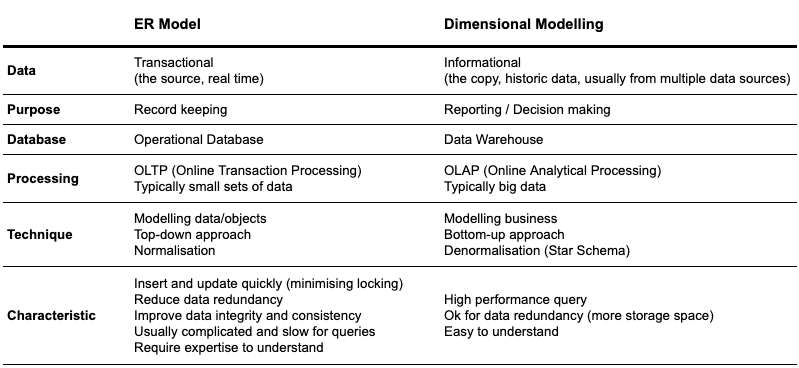 ER Model
Dimensional Modelling
Data
Transactional
(the source, real time)
Informational
(the copy, historic data, usually from multiple data sources)
Purpose
Record keeping
Reporting / Decision making
Database
Operational Database
Data Warehouse
Processing
OLTP (Online Transaction Processing)
Typically small sets of data
OLAP (Online Analytical Processing)
Typically big data
Technique
Modelling data/objects
Top-down approach
Normalisation
Modelling business
Bottom-up approach
Denormalisation (Star Schema)
Characteristic
Insert and update quickly (minimising locking)
Reduce data redundancy
Improve data integrity and consistency
Usually complicated and slow for queries
Require expertise to understand
High performance query
Ok for data redundancy (more storage space)
Easy to understand